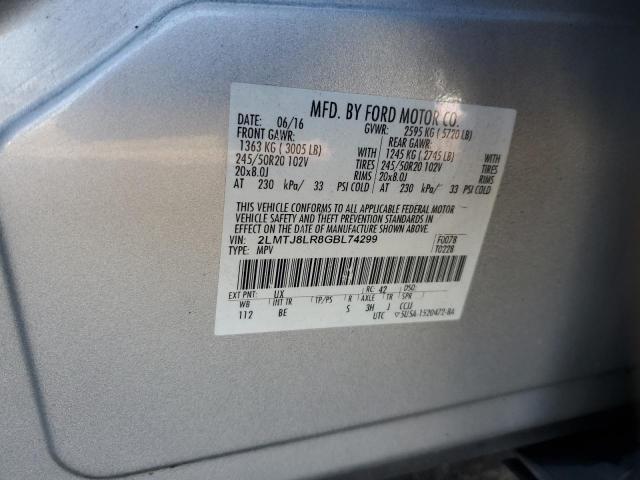 MFD. BY FORD MOTOR CO.
DATE: 06/16 GVWR: 2595 KG ( 5720 LB)
FRONT GAWR: REAR GAWR:
1363 KG ( 3005 LB) WITH 1245 KG ( 2745 LB) WITH
245/50R20 102V TIRES 245/50R20 102V TIRES
20x8.0J RIMS 20x8.0J RIMS
AT 230 kPa/ 33 PSI COLD AT 230 kPa/ 33 PSI COLD
THIS VEHICLE CONFORMS TO ALL APPLICABLE FEDERAL MOTOR
VEHICLE SAFETY AND THEFT PREVENTION STANDARDS IN
EFFECT ON THE DATE OF MANUFACTURE SHOWN ABOVE.
VIN: 2LMTJ8LR8GBL74299 F0078
TYPE: MPV T0228
EXT PNT: UX RC: 42 DSO:
WB INT TR TP/PS R AXLE TR SPR
112 BE S 3H J CCJJ
UTC 5U5A-1520472-BA